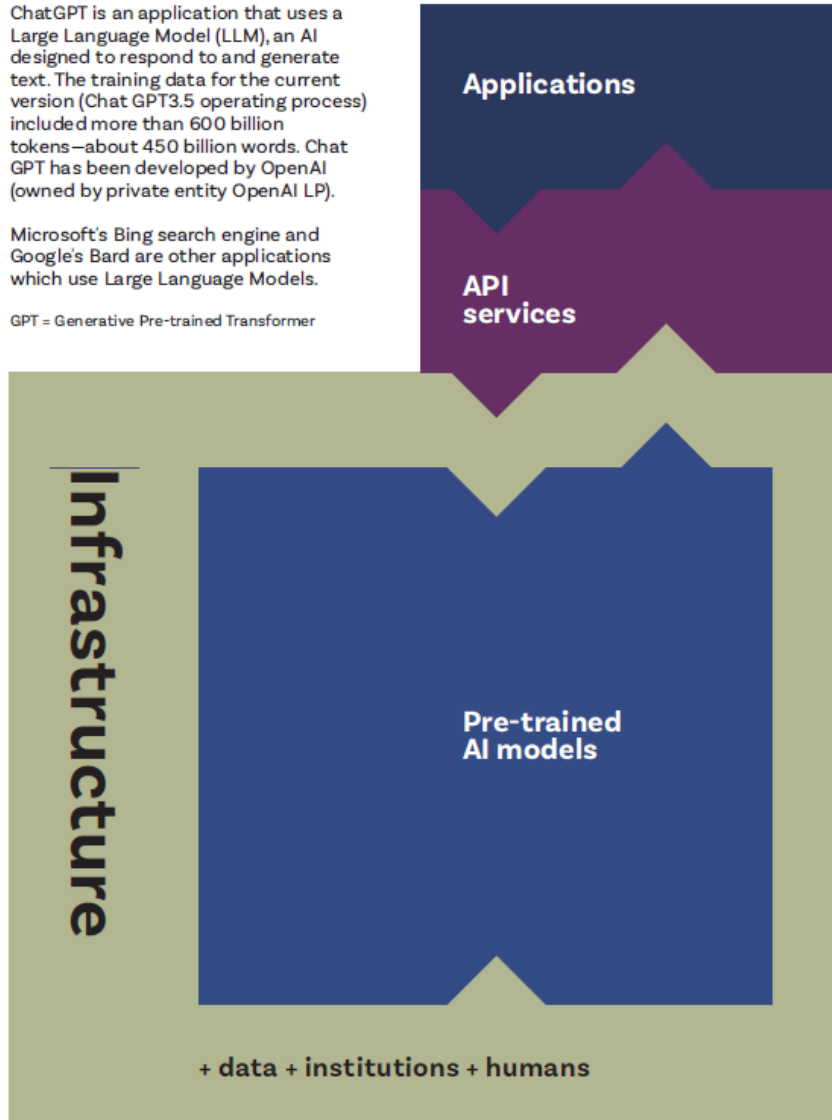 ChatGPT is an application that uses a
Large Language Model (LLM), an AI
designed to respond to and generate
text. The training data for the current
version (Chat GPT3.5 operating process)
included more than 600 billion
tokens—about 450 billion words. Chat
GPT has been developed by OpenAI
(owned by private entity OpenAI LP).
Microsoft's Bing search engine and
Google's Bard are other applications
which use Large Language Models.
GPT = Generative Pre-trained Transformer
Applications
API
services
Infrastructure
Pre-trained
AI models
+ data + institutions + humans